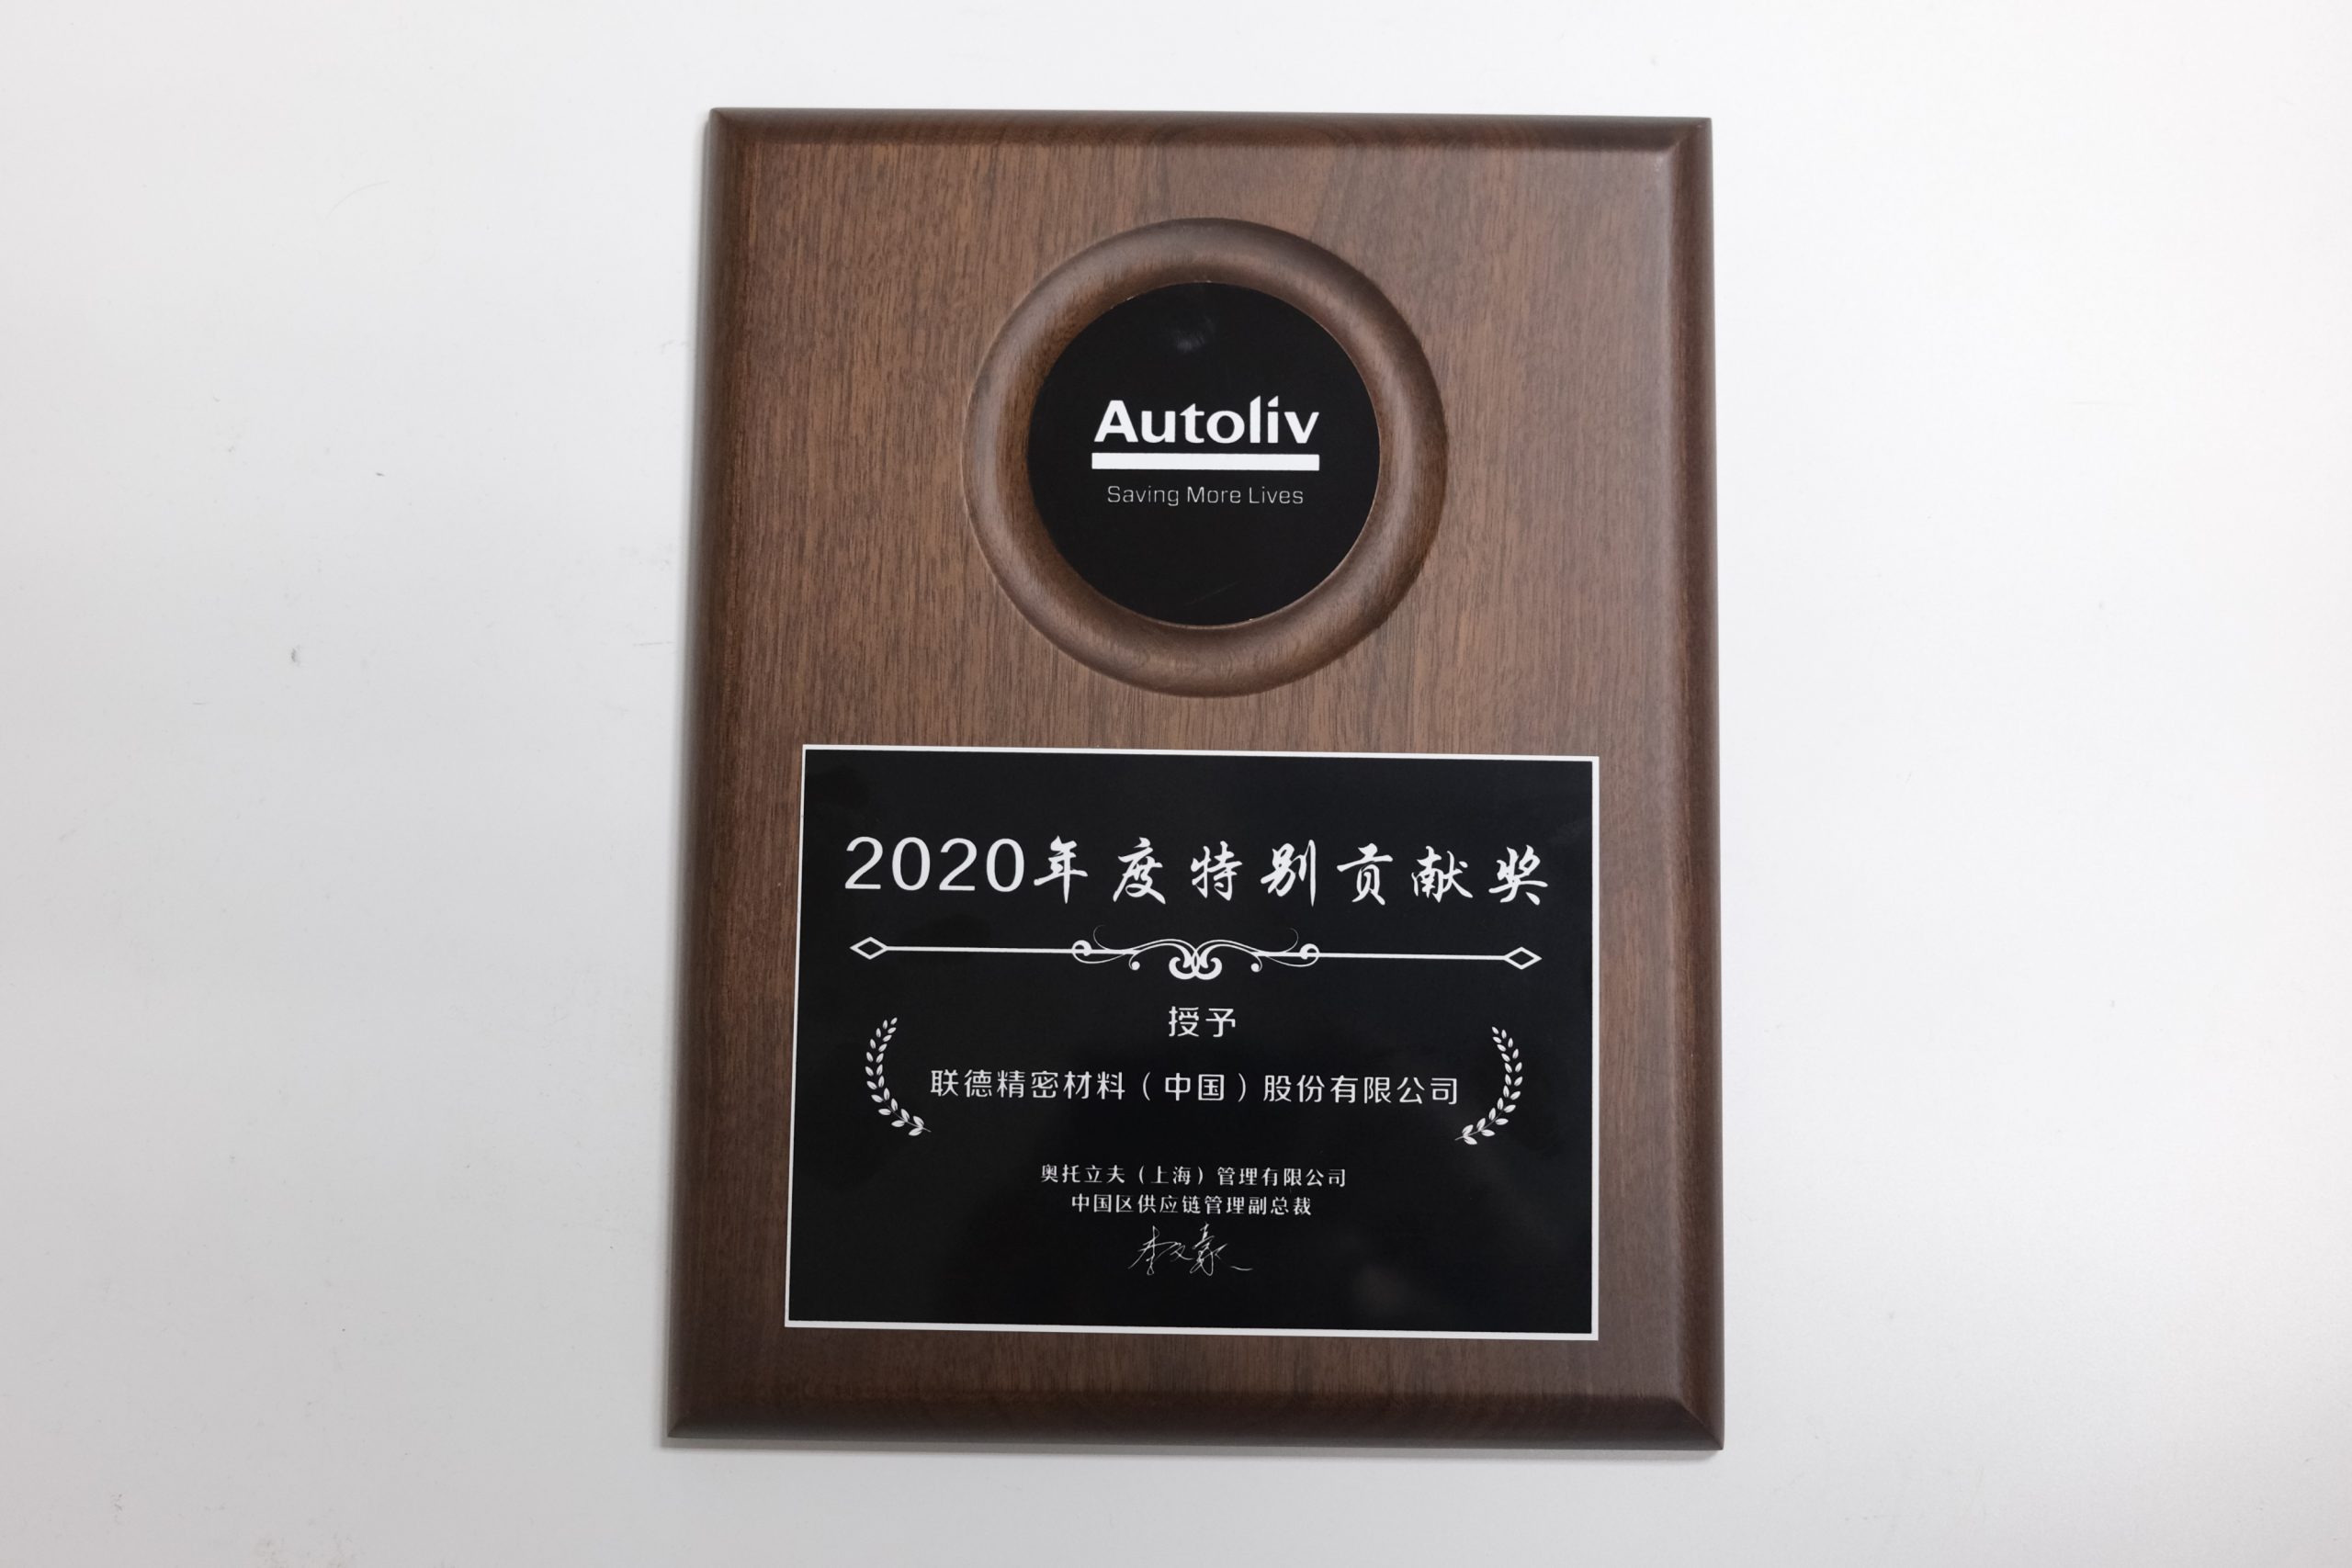 Autoliv
Saving More Lives
2020年度特别贡献奖
授予
联德精密材料（中国）股份有限公司
奥托立夫（上海）管理有限公司
中国区供应链管理副总裁